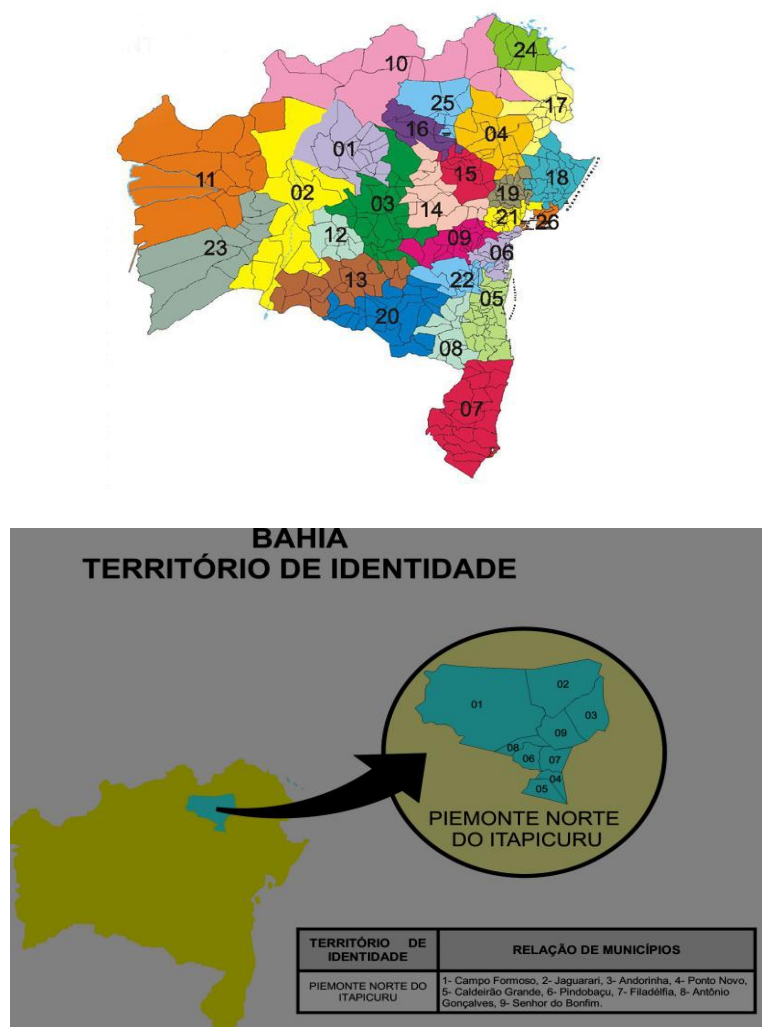 24
10
25
17
16
04
01
15
11
18
02
19
03
14
21
26
12
09
23
06
13
22
05
20
08
07
BAHIA
TERRITÓRIO DE IDENTIDADE
02
01
03
09
08
06
07
04
05
PIEMONTE NORTE
DO ITAPICURU
TERRITÓRIO DE
IDENTIDADE
RELAÇÃO DE MUNICÍPIOS
PIEMONTE NORTE DO
ITAPICURU
1- Campo Formoso, 2- Jaguarari, 3- Andorinha, 4- Ponto Novo,
5- Caldeirão Grande, 6- Pindobaçu, 7- Filadélfia, 8- Antônio
Gonçalves, 9- Senhor do Bonfim.